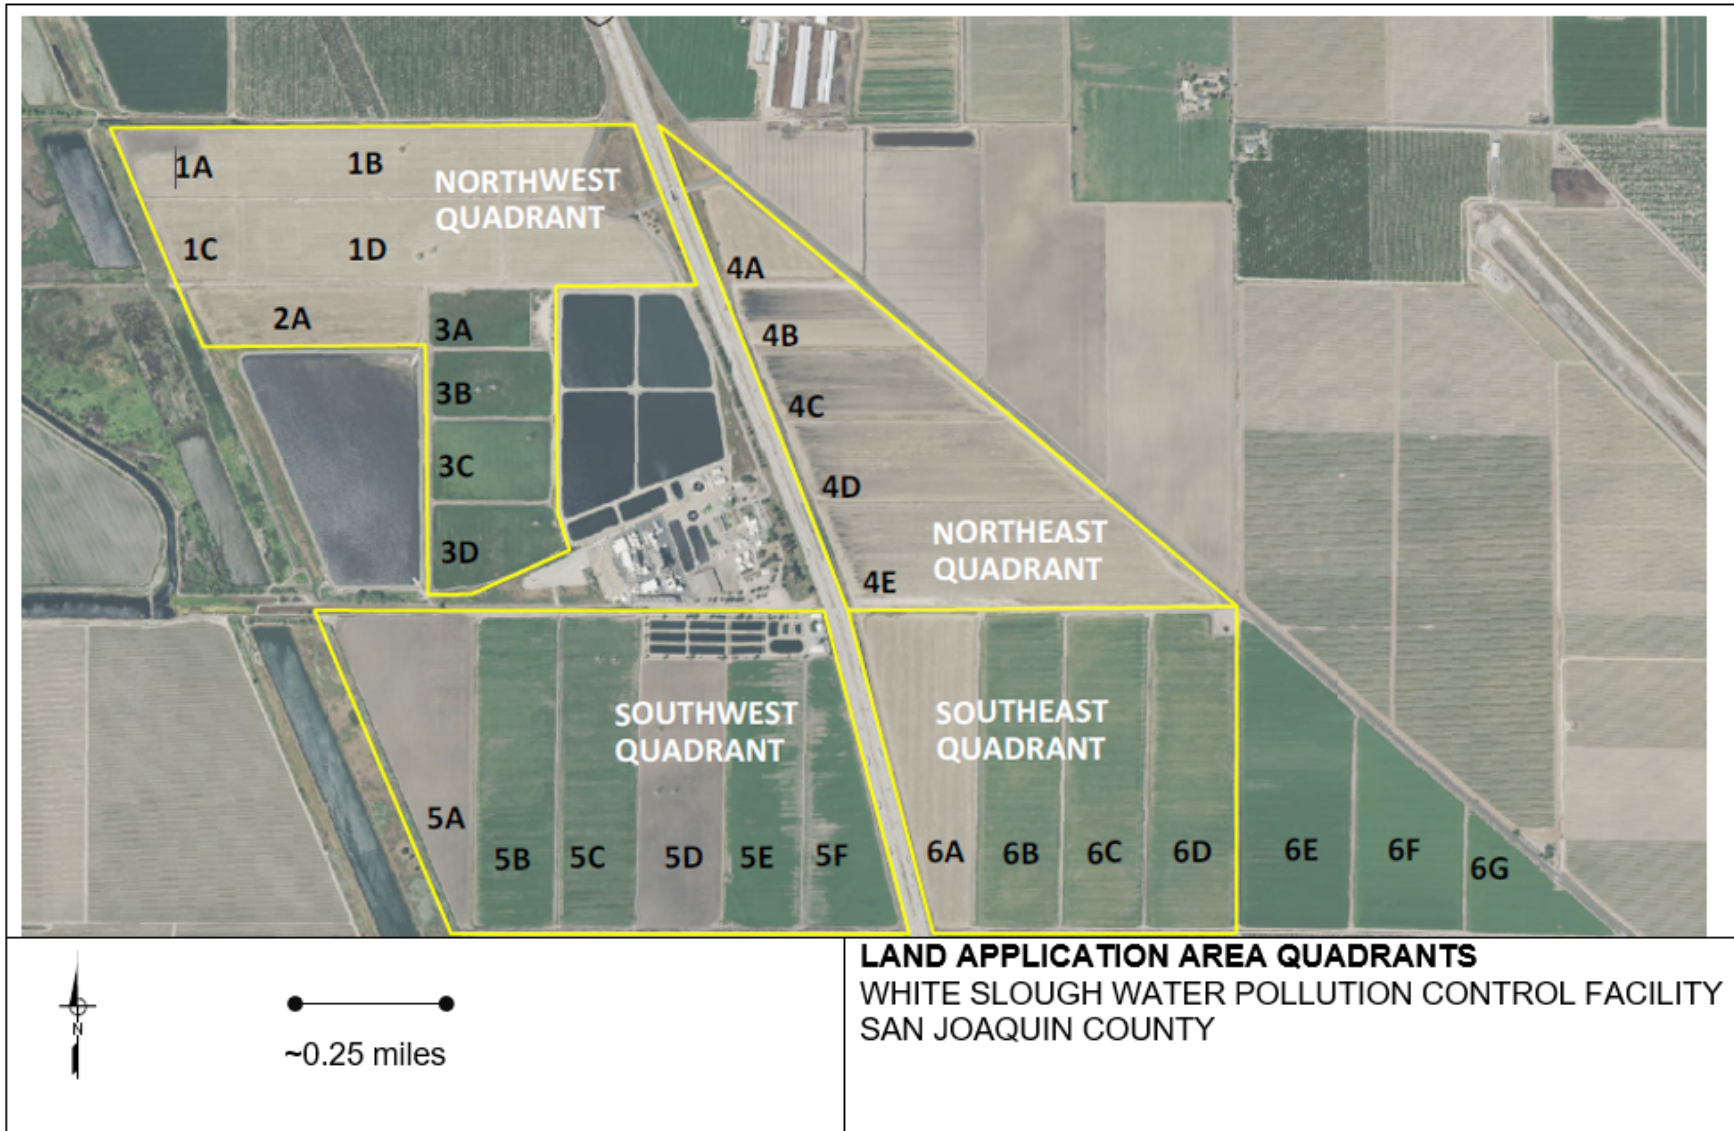 1A
1B
NORTHWEST
QUADRANT
1C
1D
2A
3A
3B
3C
3D
4A
4B
4C
4D
4E
NORTHEAST
QUADRANT
SOUTHWEST
QUADRANT
5A
5B
5C
5D
5E
5F
SOUTHEAST
QUADRANT
6A
6B
6C
6D
6E
6F
6G
N
~0.25 miles
LAND APPLICATION AREA QUADRANTS
WHITE SLOUGH WATER POLLUTION CONTROL FACILITY
SAN JOAQUIN COUNTY